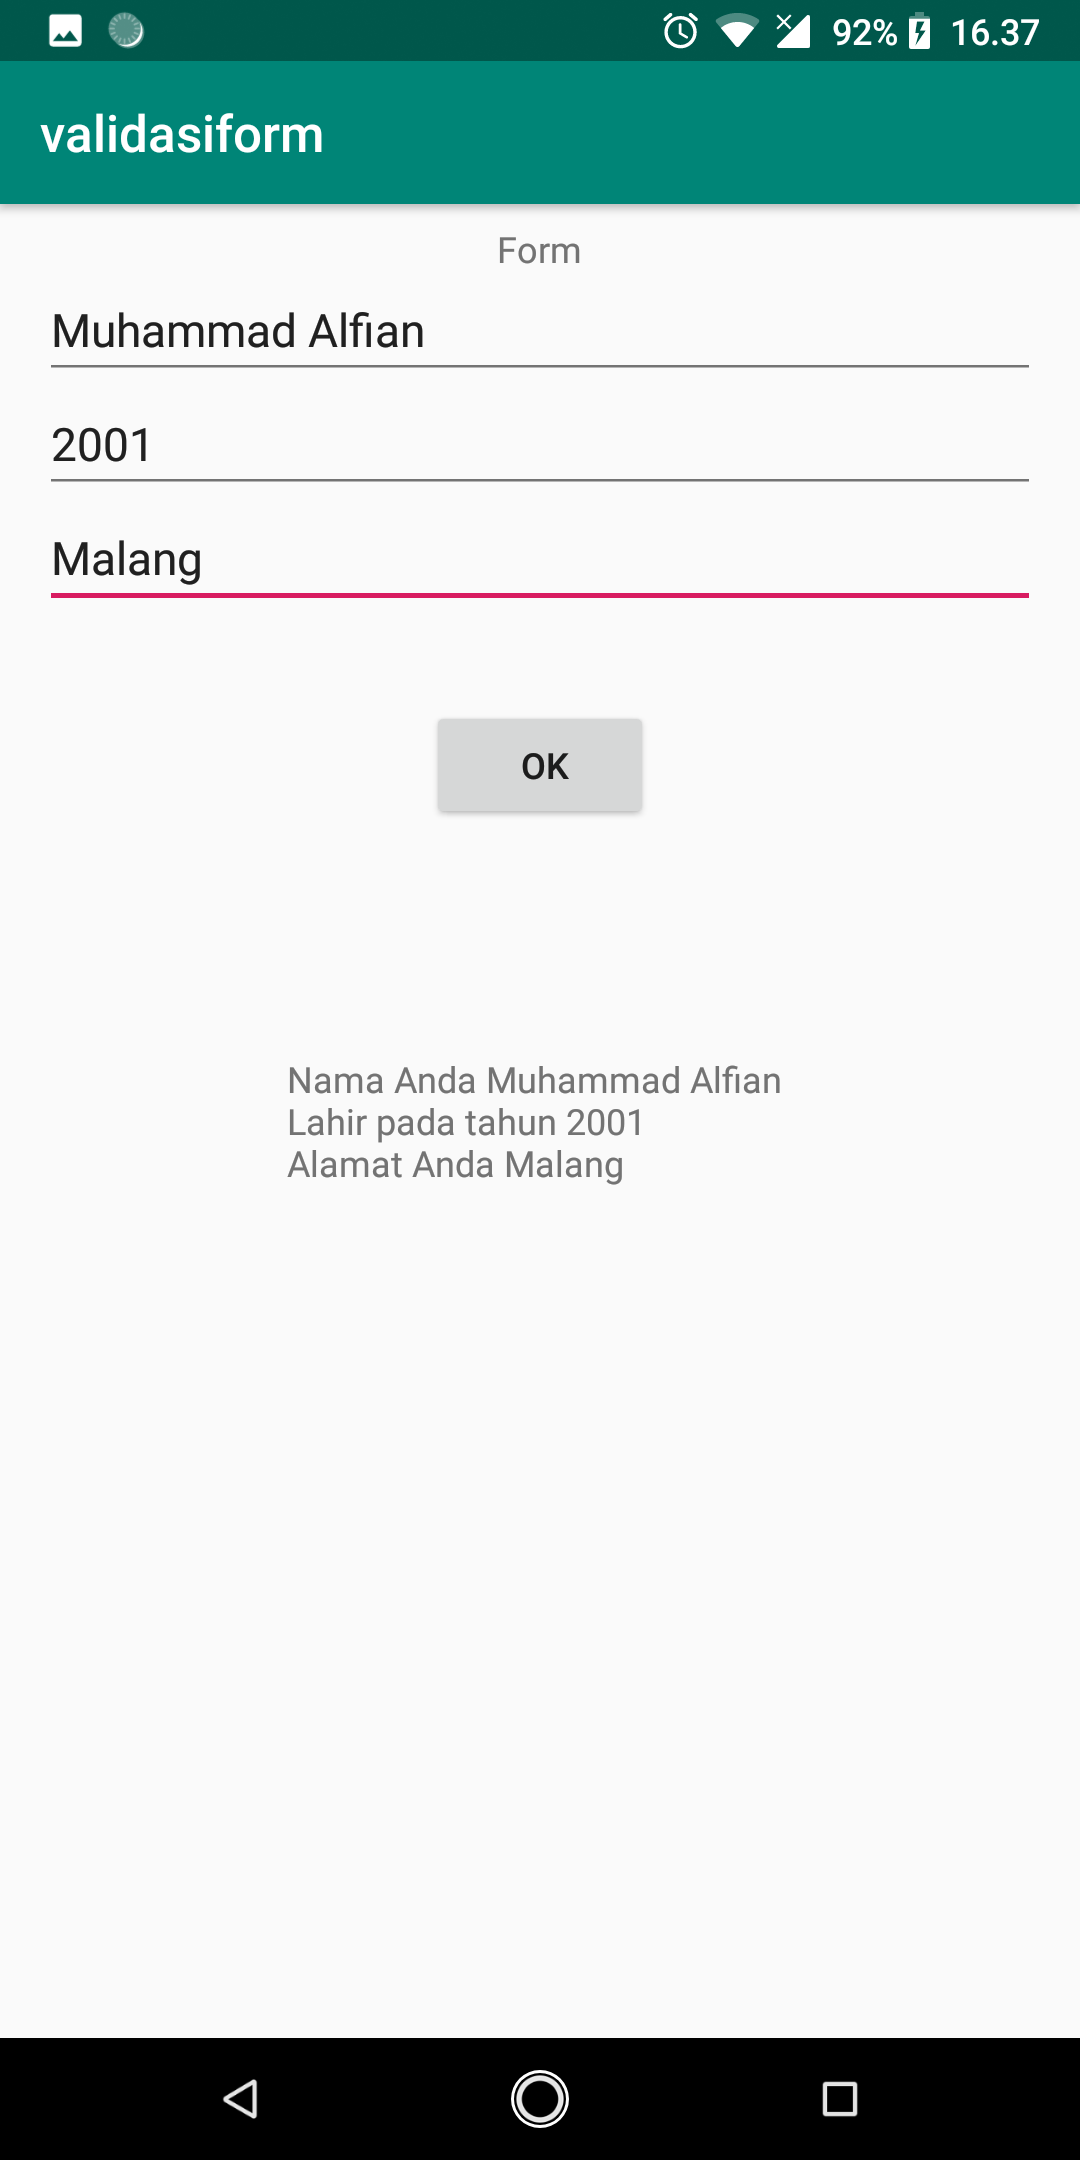 92% 16.37
validasiform
Form
Muhammad Alfian
2001
Malang
OK
Nama Anda Muhammad Alfian
Lahir pada tahun 2001
Alamat Anda Malang